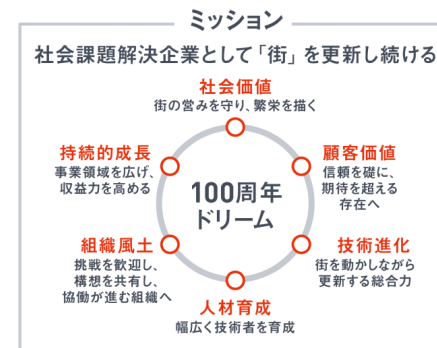 ミッション
社会課題解決企業として「街」を更新し続ける
社会価値
街の営みを守り、繁栄を描く
持続的成長
事業領域を広げ、
収益力を高める
顧客価値
信頼を礎に、
期待を超える
存在へ
100周年
ドリーム
組織風土
挑戦を歓迎し、
構想を共有し、
協働が進む組織へ
技術進化
街を動かしながら
更新する総合力
人材育成
幅広く技術者を育成